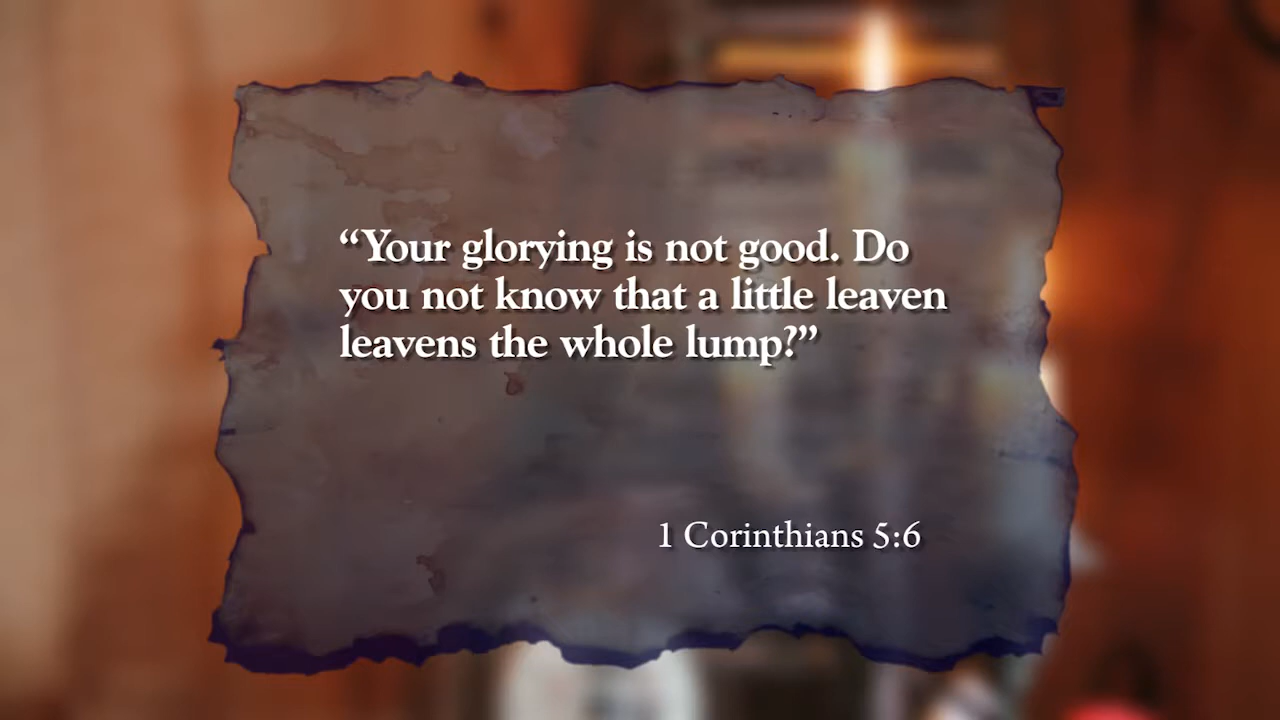 “Your glorying is not good. Do
you not know that a little leaven
leavens the whole lump?”
1 Corinthians 5:6